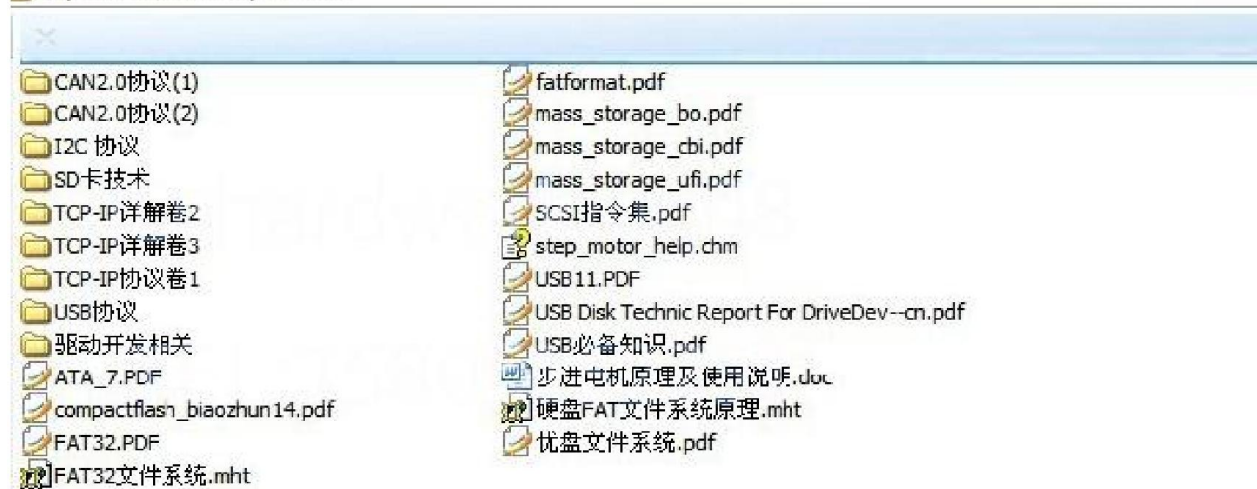 CAN2.0协议(1)
CAN2.0协议(2)
I2C 协议
SD卡技术
TCP-IP详解卷2
TCP-IP详解卷3
TCP-IP协议卷1
USB协议
驱动开发相关
ATA_7.PDF
compactflash_biaozhun14.pdf
FAT32.PDF
FAT32文件系统.mht
fatformat.pdf
mass_storage_bo.pdf
mass_storage_cbi.pdf
mass_storage_ufi.pdf
SCSI指令集.pdf
step_motor_help.chm
USB11.PDF
USB Disk Technic Report For DriveDev--cn.pdf
USB必备知识.pdf
步进电机原理及使用说明.doc
硬盘FAT文件系统原理.mht
优盘文件系统.pdf